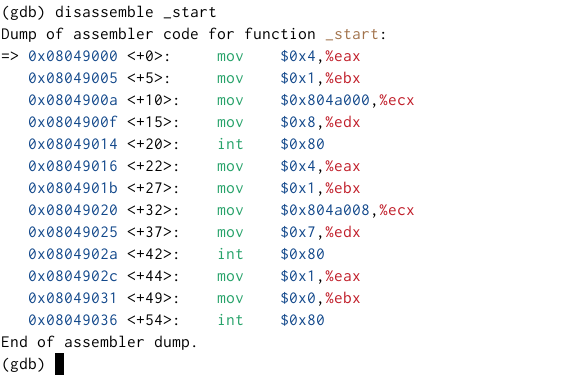 (gdb) disassemble _start
Dump of assembler code for function _start:
=> 0x08049000 <+0>:     mov    $0x4,%eax
   0x08049005 <+5>:     mov    $0x1,%ebx
   0x0804900a <+10>:    mov    $0x804a000,%ecx
   0x0804900f <+15>:    mov    $0x8,%edx
   0x08049014 <+20>:    int    $0x80
   0x08049016 <+22>:    mov    $0x4,%eax
   0x0804901b <+27>:    mov    $0x1,%ebx
   0x08049020 <+32>:    mov    $0x804a008,%ecx
   0x08049025 <+37>:    mov    $0x7,%edx
   0x0804902a <+42>:    int    $0x80
   0x0804902c <+44>:    mov    $0x1,%eax
   0x08049031 <+49>:    mov    $0x0,%ebx
   0x08049036 <+54>:    int    $0x80
End of assembler dump.
(gdb)